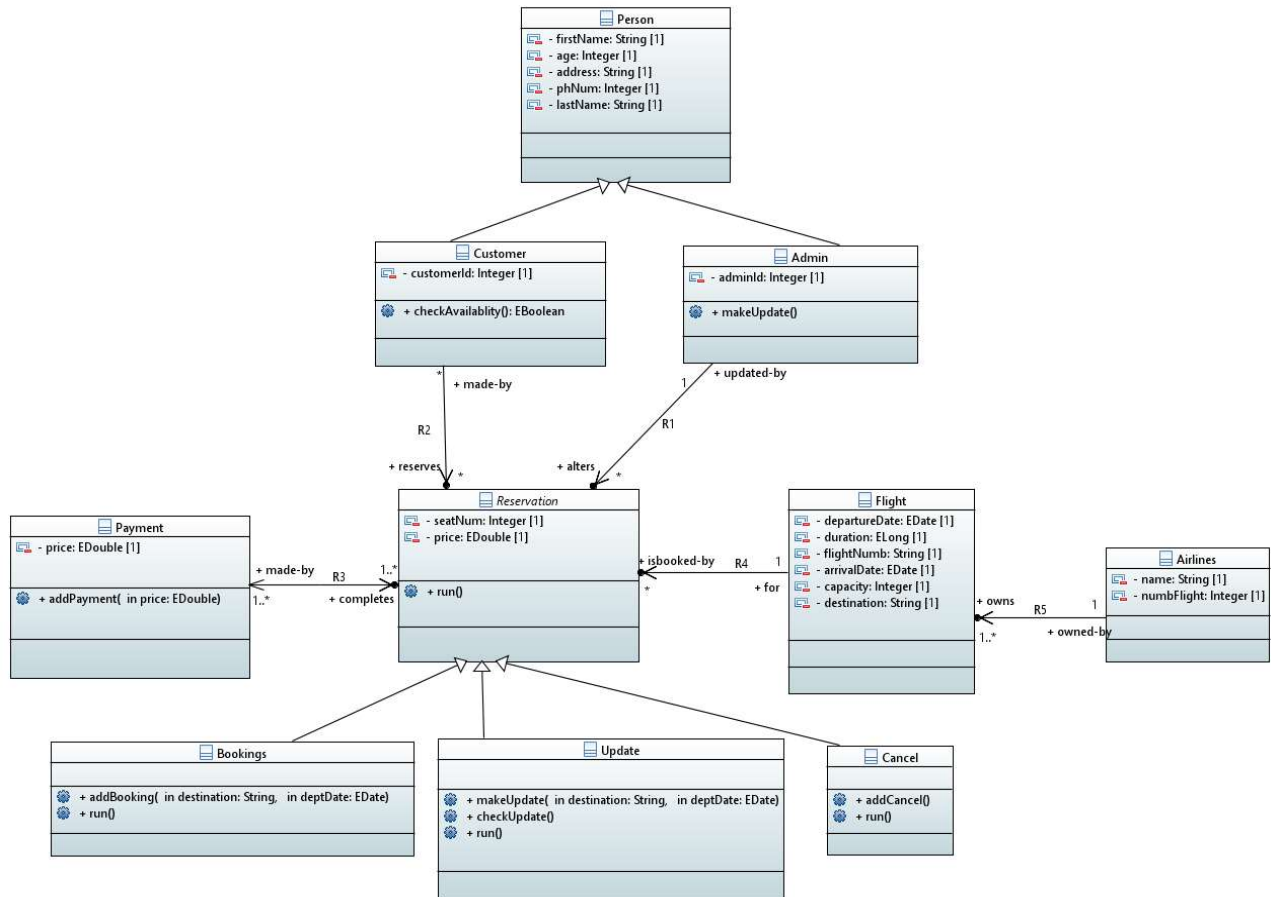 Person
- firstName: String [1]
- age: Integer [1]
- address: String [1]
- phNum: Integer [1]
- lastName: String [1]
Customer
- customerId: Integer [1]
+ checkAvailablity(): EBoolean
Admin
- adminId: Integer [1]
+ makeUpdate()
*
+ made-by
R2
+ reserves
*
1
+ updated-by
R1
+ alters
*
Payment
- price: EDouble [1]
+ addPayment( in price: EDouble)
+ made-by
1..*
R3
1..*
+ completes
Reservation
- seatNum: Integer [1]
- price: EDouble [1]
+ run()
+ isbooked-by
*
R4
1
+ for
Flight
- departureDate: EDate [1]
- duration: ELong [1]
- flightNumb: String [1]
- arrivalDate: EDate [1]
- capacity: Integer [1]
- destination: String [1]
+ owns
1..*
R5
1
+ owned-by
Airlines
- name: String [1]
- numbFlight: Integer [1]
Bookings
+ addBooking( in destination: String, in deptDate: EDate)
+ run()
Update
+ makeUpdate( in destination: String, in deptDate: EDate)
+ checkUpdate()
+ run()
Cancel
+ addCancel()
+ run()